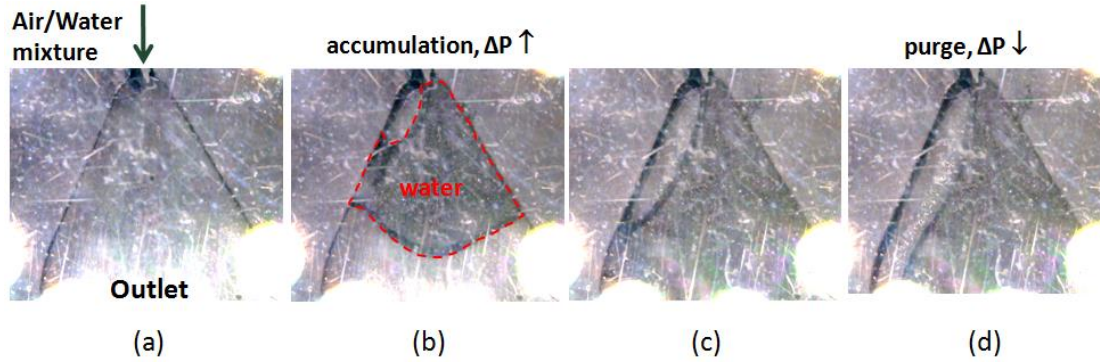 Air/Water
mixture
accumulation, ΔP ↑
purge, ΔP ↓
water
Outlet
(a)
(b)
(c)
(d)